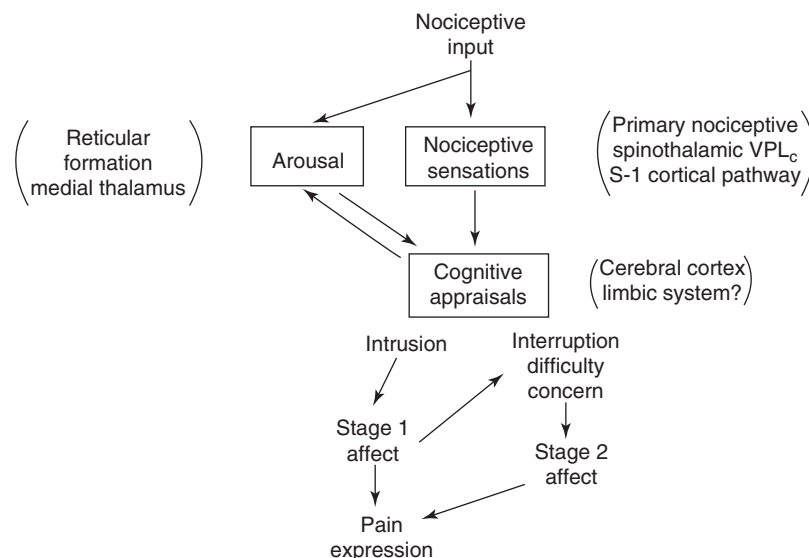 Nociceptive
input
Reticular
formation
medial thalamus
Arousal
Nociceptive
sensations
Primary nociceptive
spinothalamic VPLc
S-1 cortical pathway
Cognitive
appraisals
Cerebral cortex
limbic system?
Intrusion
Interruption
difficulty
concern
Stage 1
affect
Stage 2
affect
Pain
expression